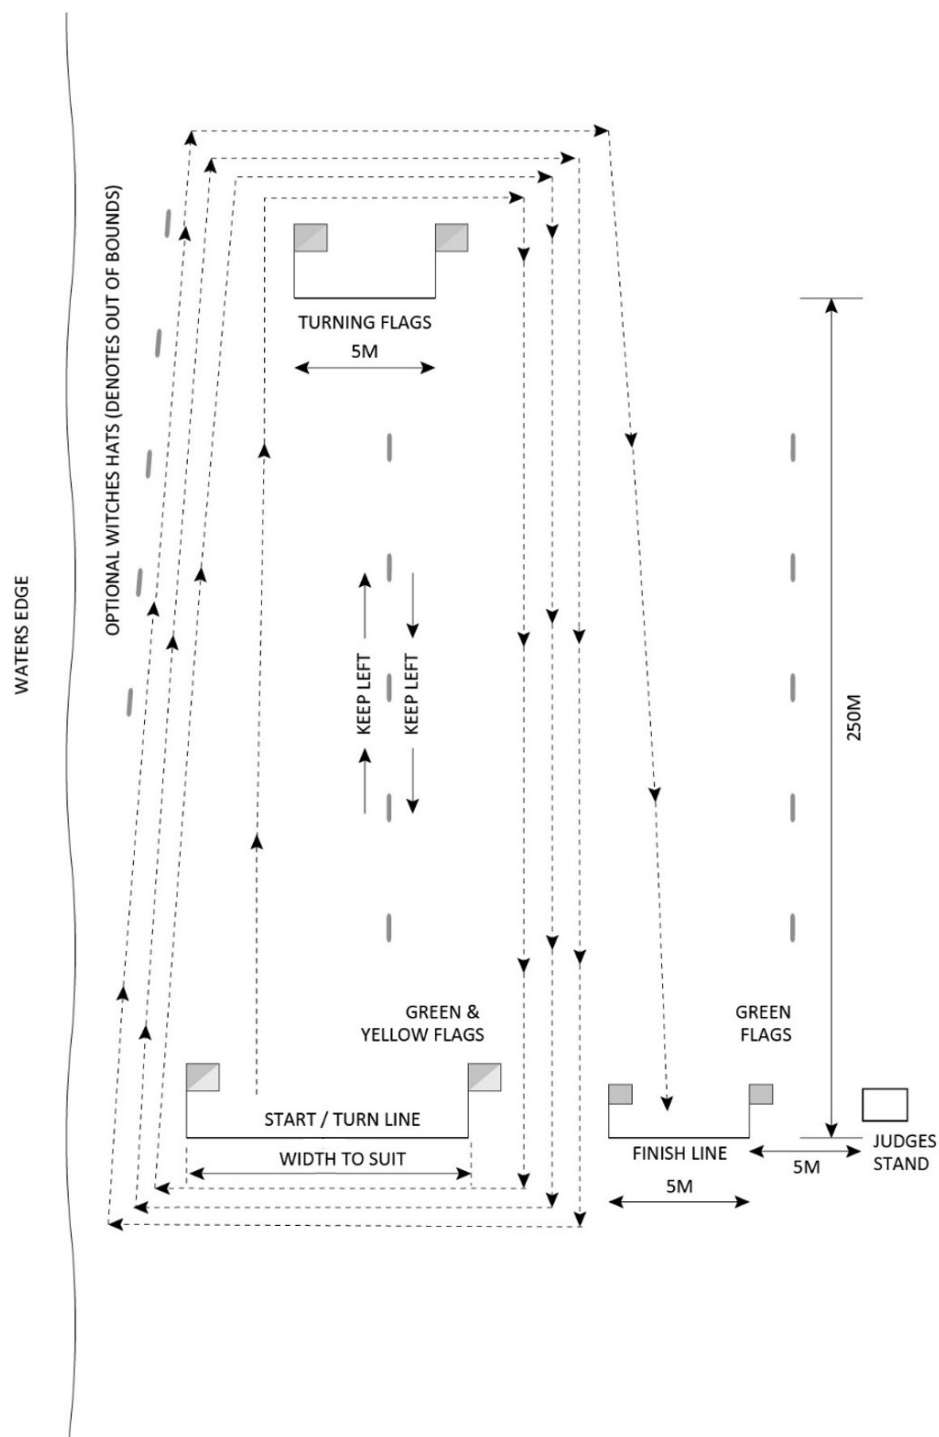 WATERS EDGE
OPTIONAL WITCHES HATS (DENOTES OUT OF BOUNDS)
TURNING FLAGS
5M
KEEP LEFT
KEEP LEFT
250M
GREEN &
YELLOW FLAGS
GREEN
FLAGS
START / TURN LINE
WIDTH TO SUIT
FINISH LINE
5M
5M
JUDGES
STAND